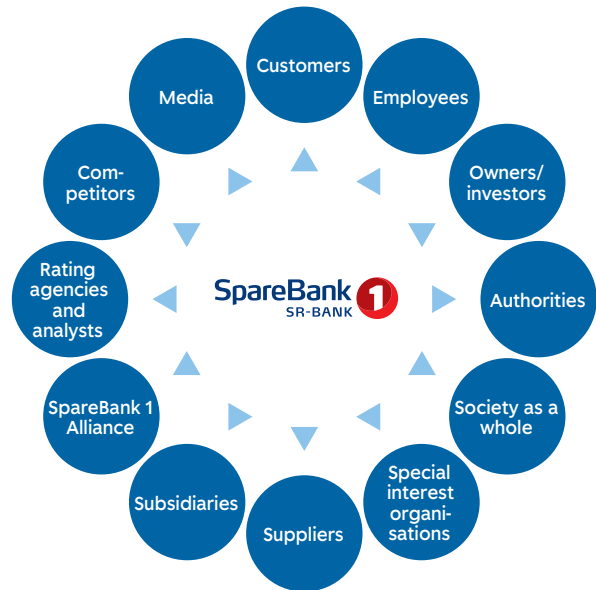 Customers
Employees
Owners/
investors
Authorities
Society as a
whole
Special
interest
organi-
sations
Suppliers
Subsidiaries
SpareBank 1
Alliance
Rating
agencies
and
analysts
Com-
petitors
Media
SpareBank 1
SR-BANK